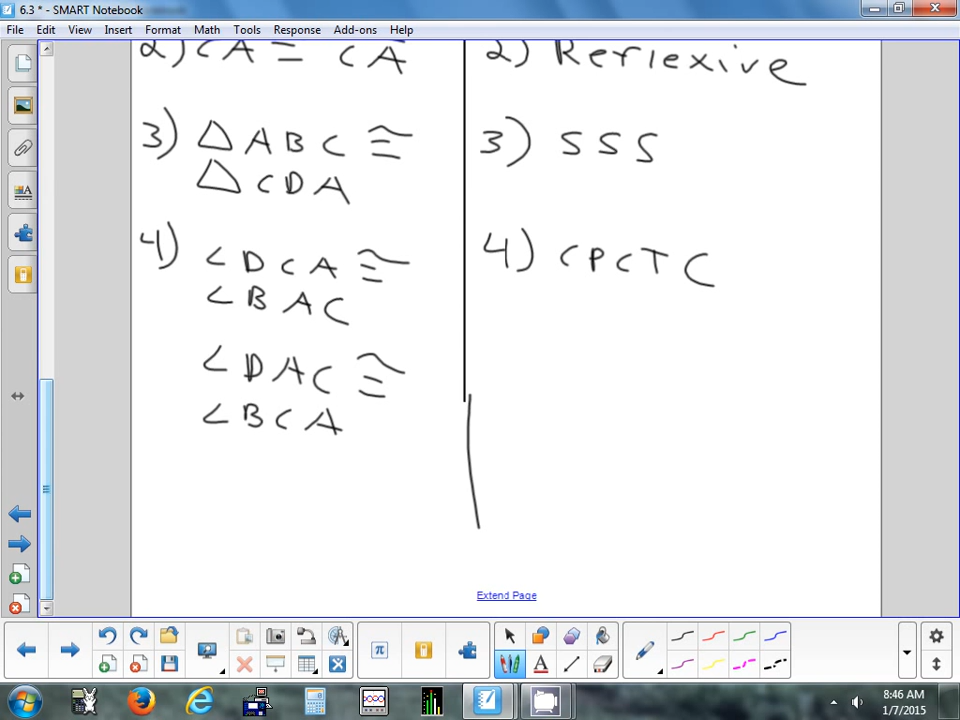 6.3 * - SMART Notebook
File Edit View Insert Format Math Tools Response Add-ons Help
2) CA = CA 2) Reflexive
3) △ABC ≅ 3) SSS
△CDA
4) <DCA ≅ 4) CPCTC
<BAC
<DAC ≅
<BCA
Extend Page
8:46 AM
1/7/2015